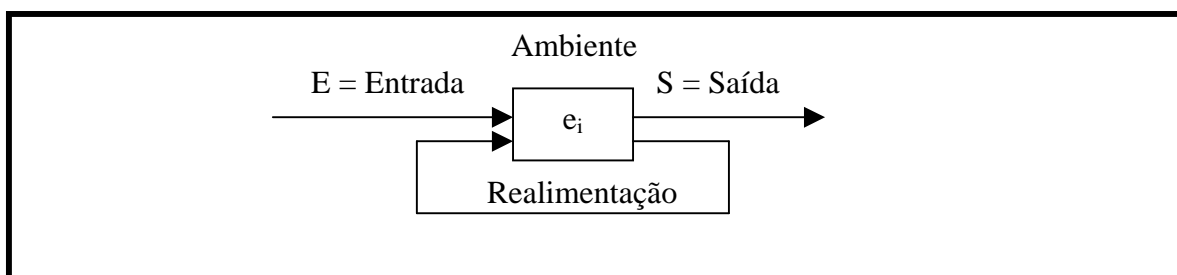 Ambiente
E = Entrada S = Saída
eᵢ
Realimentação